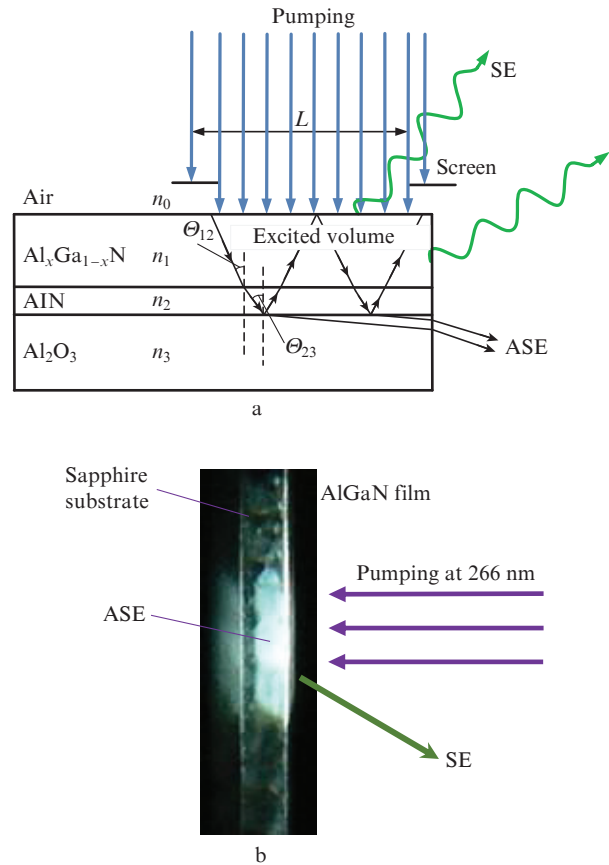 Pumping
SE
L
Screen
Air n₀
Θ₁₂
Excited volume
AlₓGa₁₋ₓN n₁
AlN n₂
Al₂O₃ n₃
Θ₂₃
ASE
a
Sapphire
substrate
AlGaN film
Pumping at 266 nm
ASE
SE
b